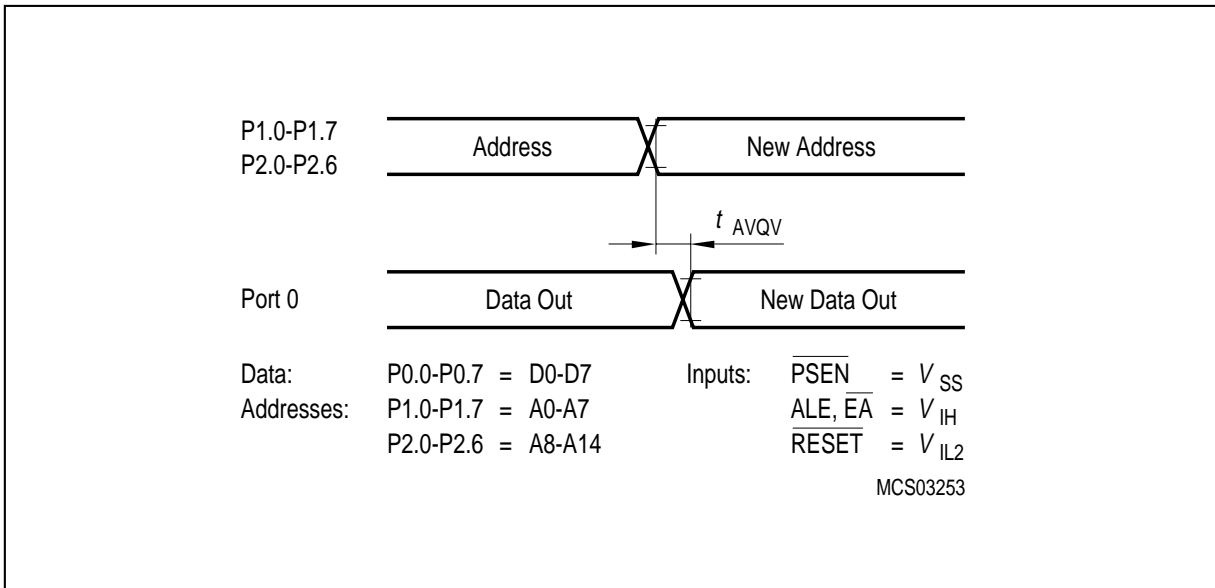 P1.0-P1.7
P2.0-P2.6
Address
New Address
t AVQV
Port 0
Data Out
New Data Out
Data: P0.0-P0.7 = D0-D7 Inputs: PSEN = V SS
Addresses: P1.0-P1.7 = A0-A7 ALE, EA = V IH
P2.0-P2.6 = A8-A14 RESET = V IL2
MCS03253